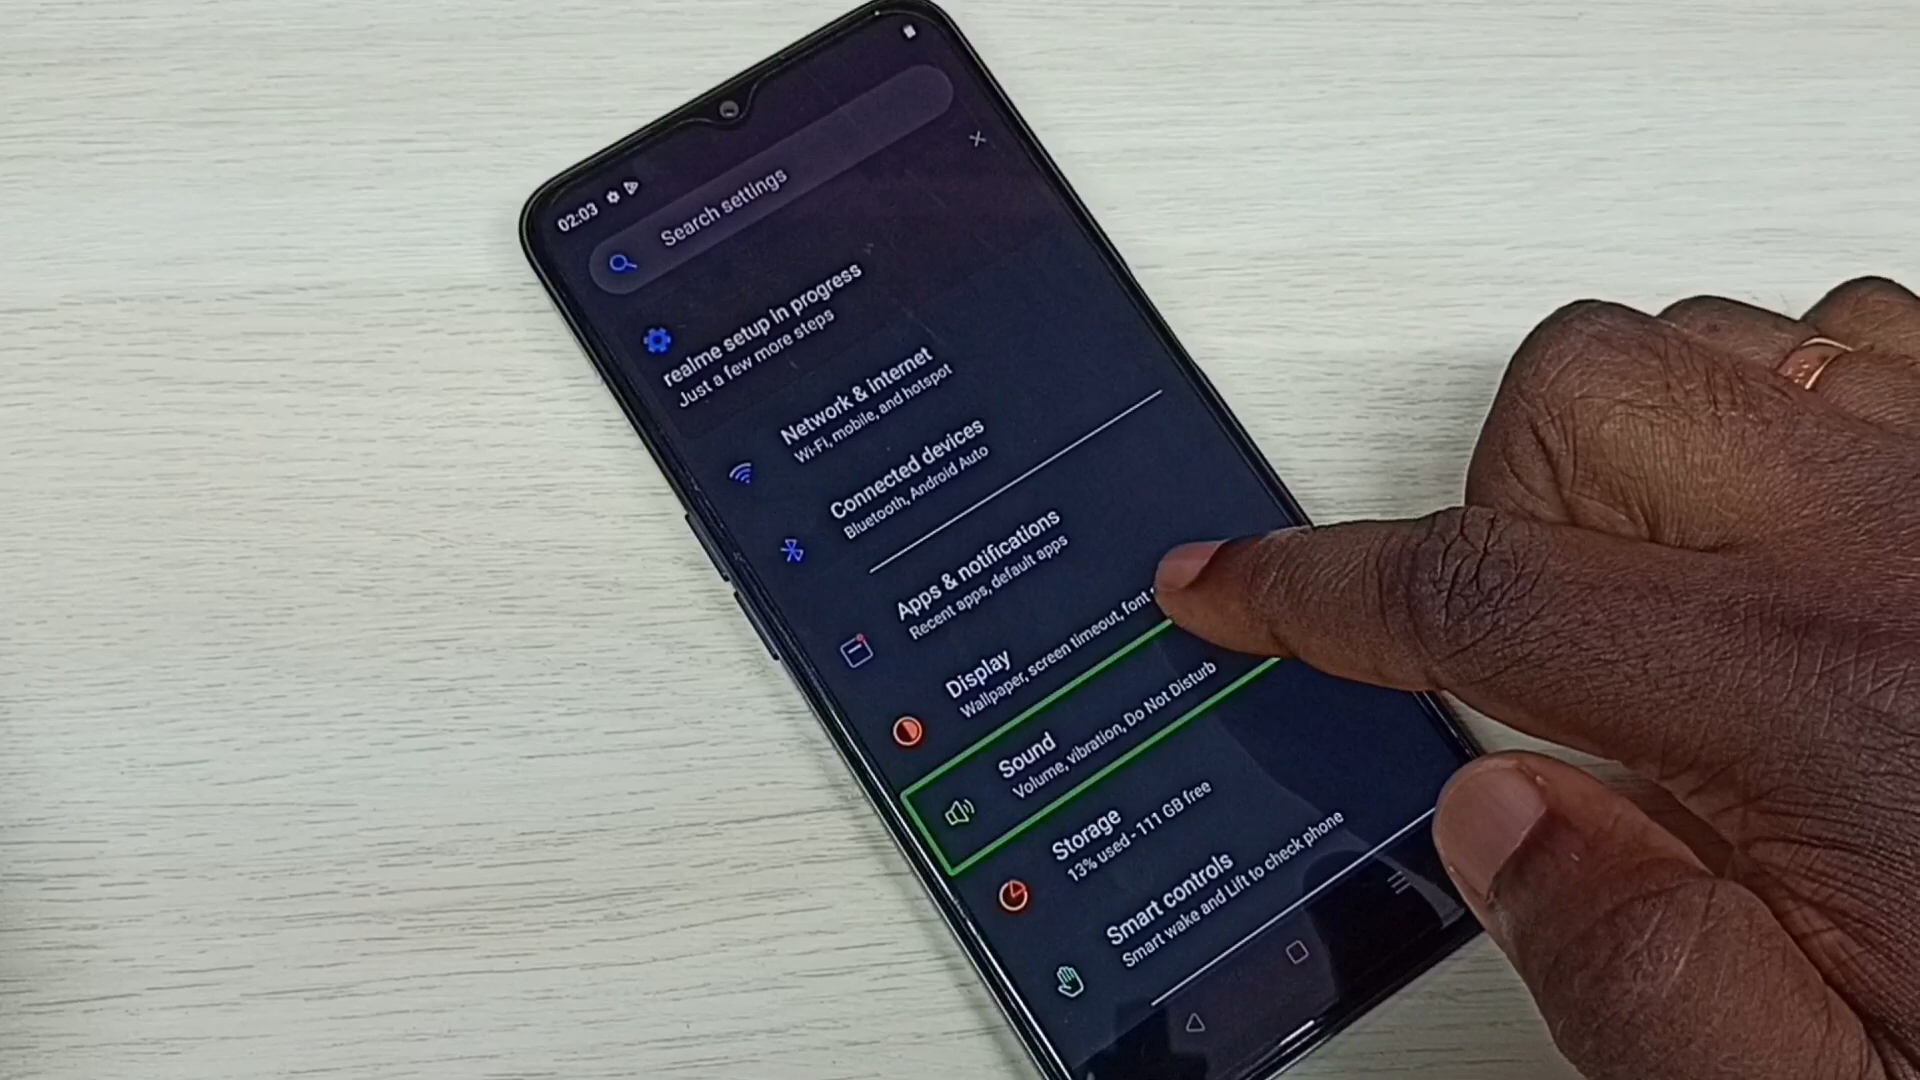 02:03
Search settings
realme setup in progress
Just a few more steps
Network & internet
Wi-Fi, mobile, and hotspot
Connected devices
Bluetooth, Android Auto
Apps & notifications
Recent apps, default apps
Display
Wallpaper, screen timeout, font
Sound
Volume, vibration, Do Not Disturb
Storage
13% used - 111 GB free
Smart controls
Smart wake and Lift to check phone